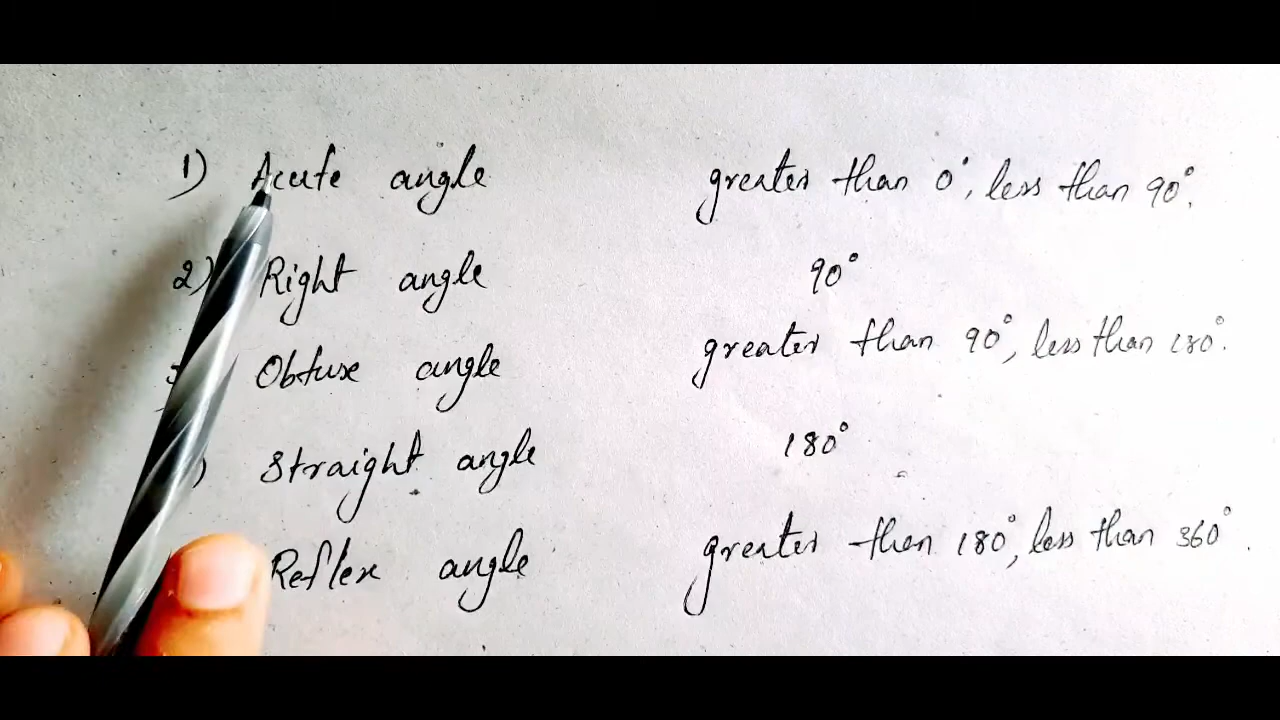 1) Acute angle greater than 0°, less than 90°.
2) Right angle 90°
Obtuse angle greater than 90°, less than 180°.
) Straight angle 180°
Reflex angle greater than 180°, less than 360°.